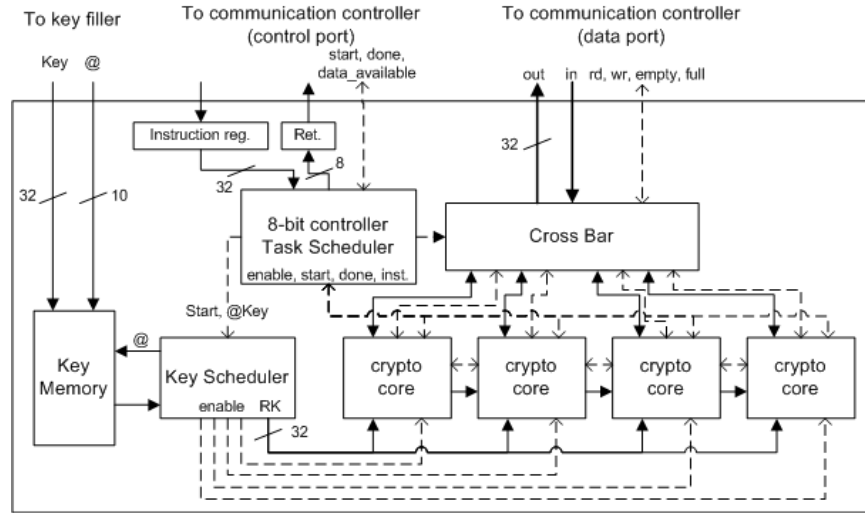 To key filler
To communication controller
(control port)
To communication controller
(data port)
Key @
start, done,
data_available
out in rd, wr, empty, full
Instruction reg.
Ret.
32
8
32
32
10
8-bit controller
Task Scheduler
enable, start, done, inst.
Cross Bar
Start, @Key
@
Key
Memory
Key Scheduler
enable RK
32
crypto
core
crypto
core
crypto
core
crypto
core